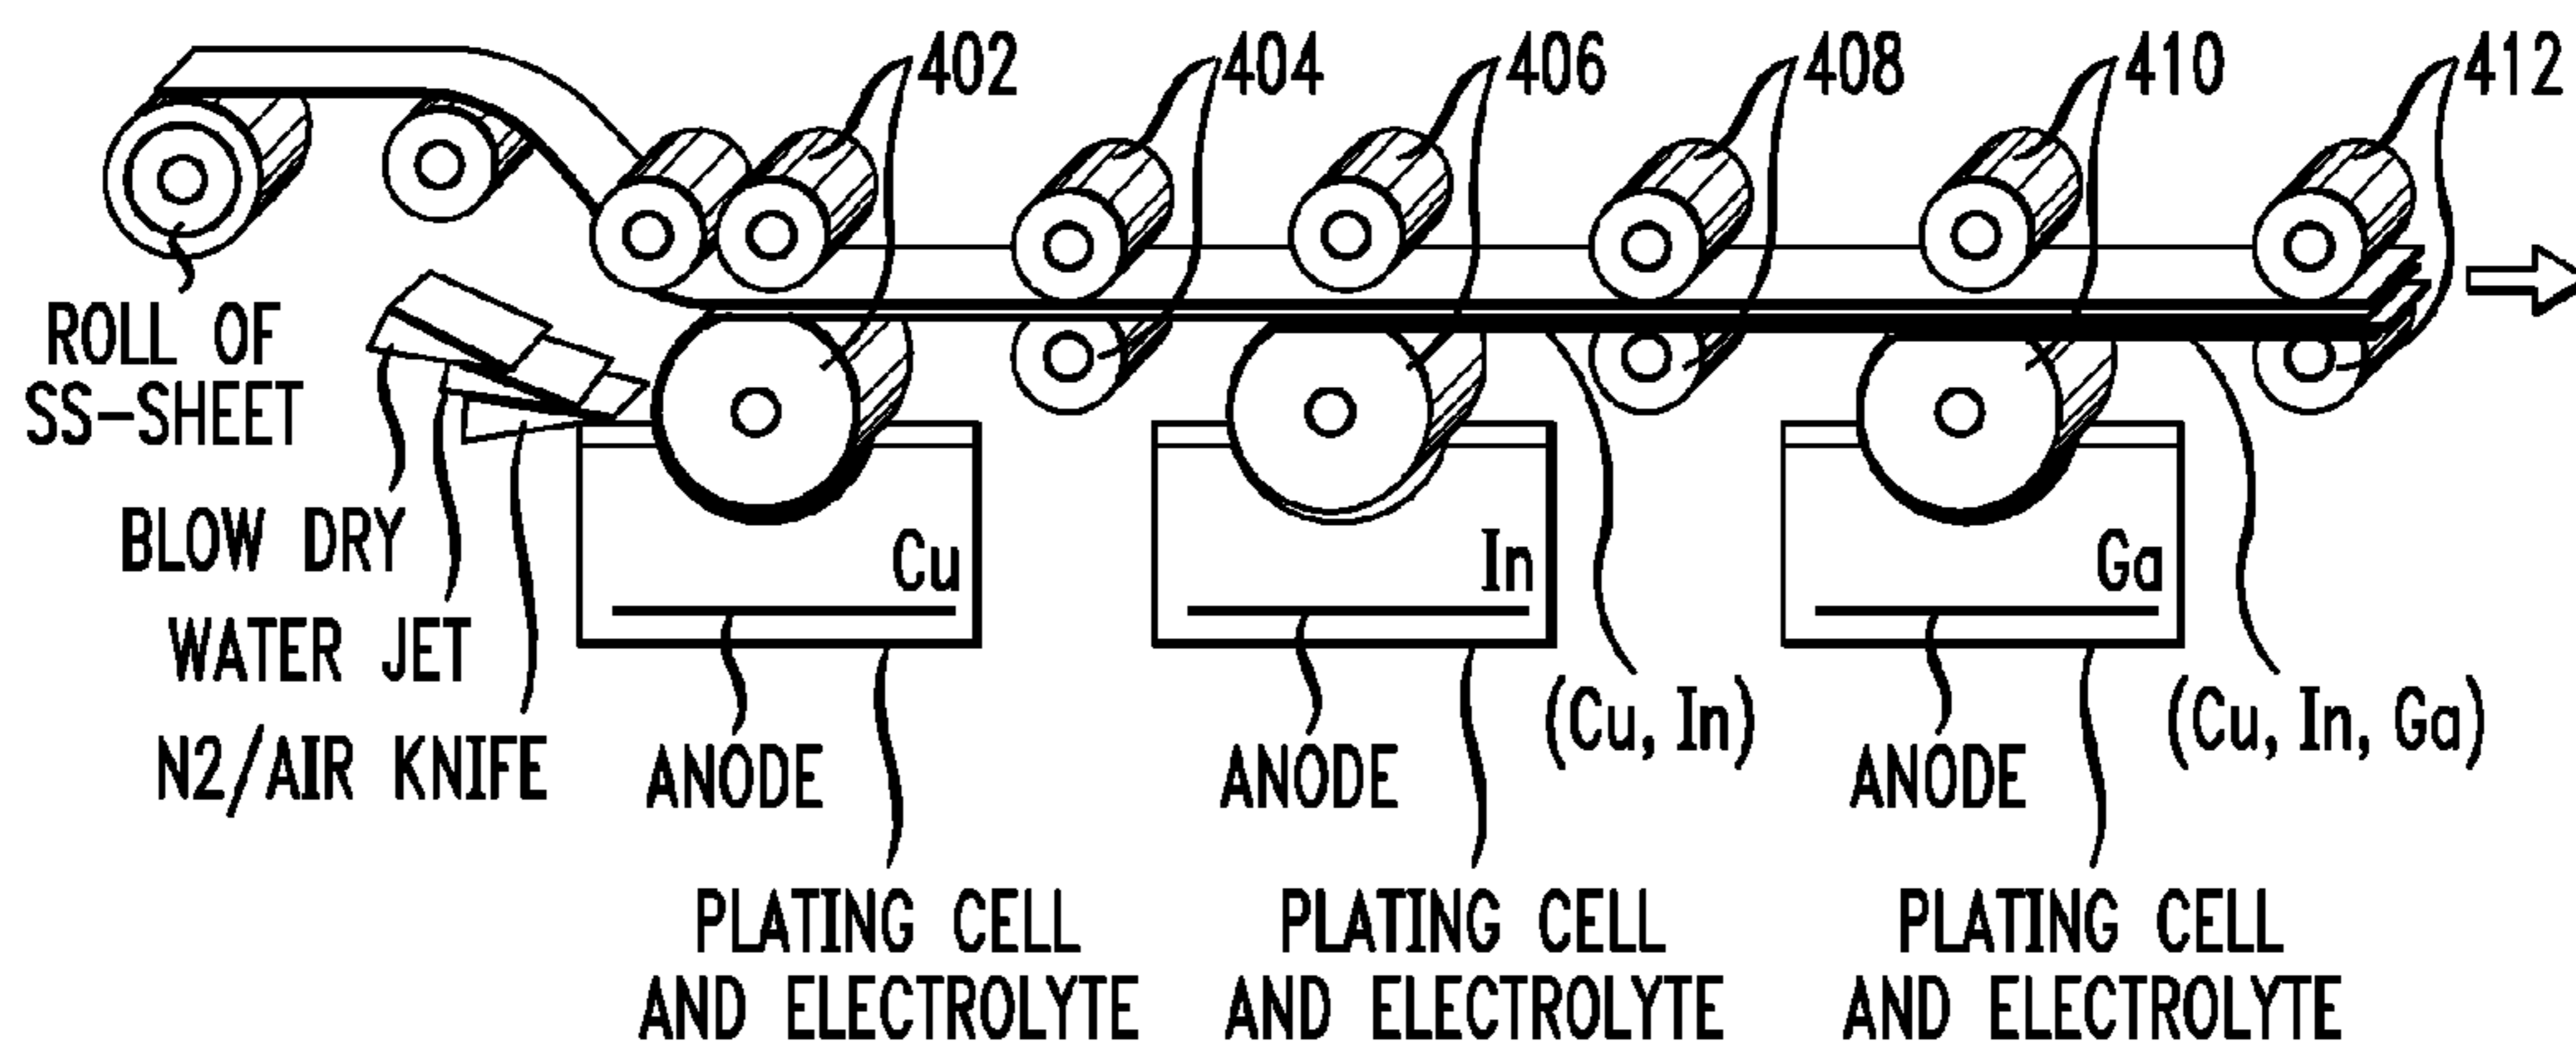 402
404
406
408
410
412
ROLL OF
SS-SHEET
BLOW DRY
WATER JET
N2/AIR KNIFE
Cu
In
Ga
ANODE
ANODE
(Cu, In)
ANODE
(Cu, In, Ga)
PLATING CELL
AND ELECTROLYTE
PLATING CELL
AND ELECTROLYTE
PLATING CELL
AND ELECTROLYTE